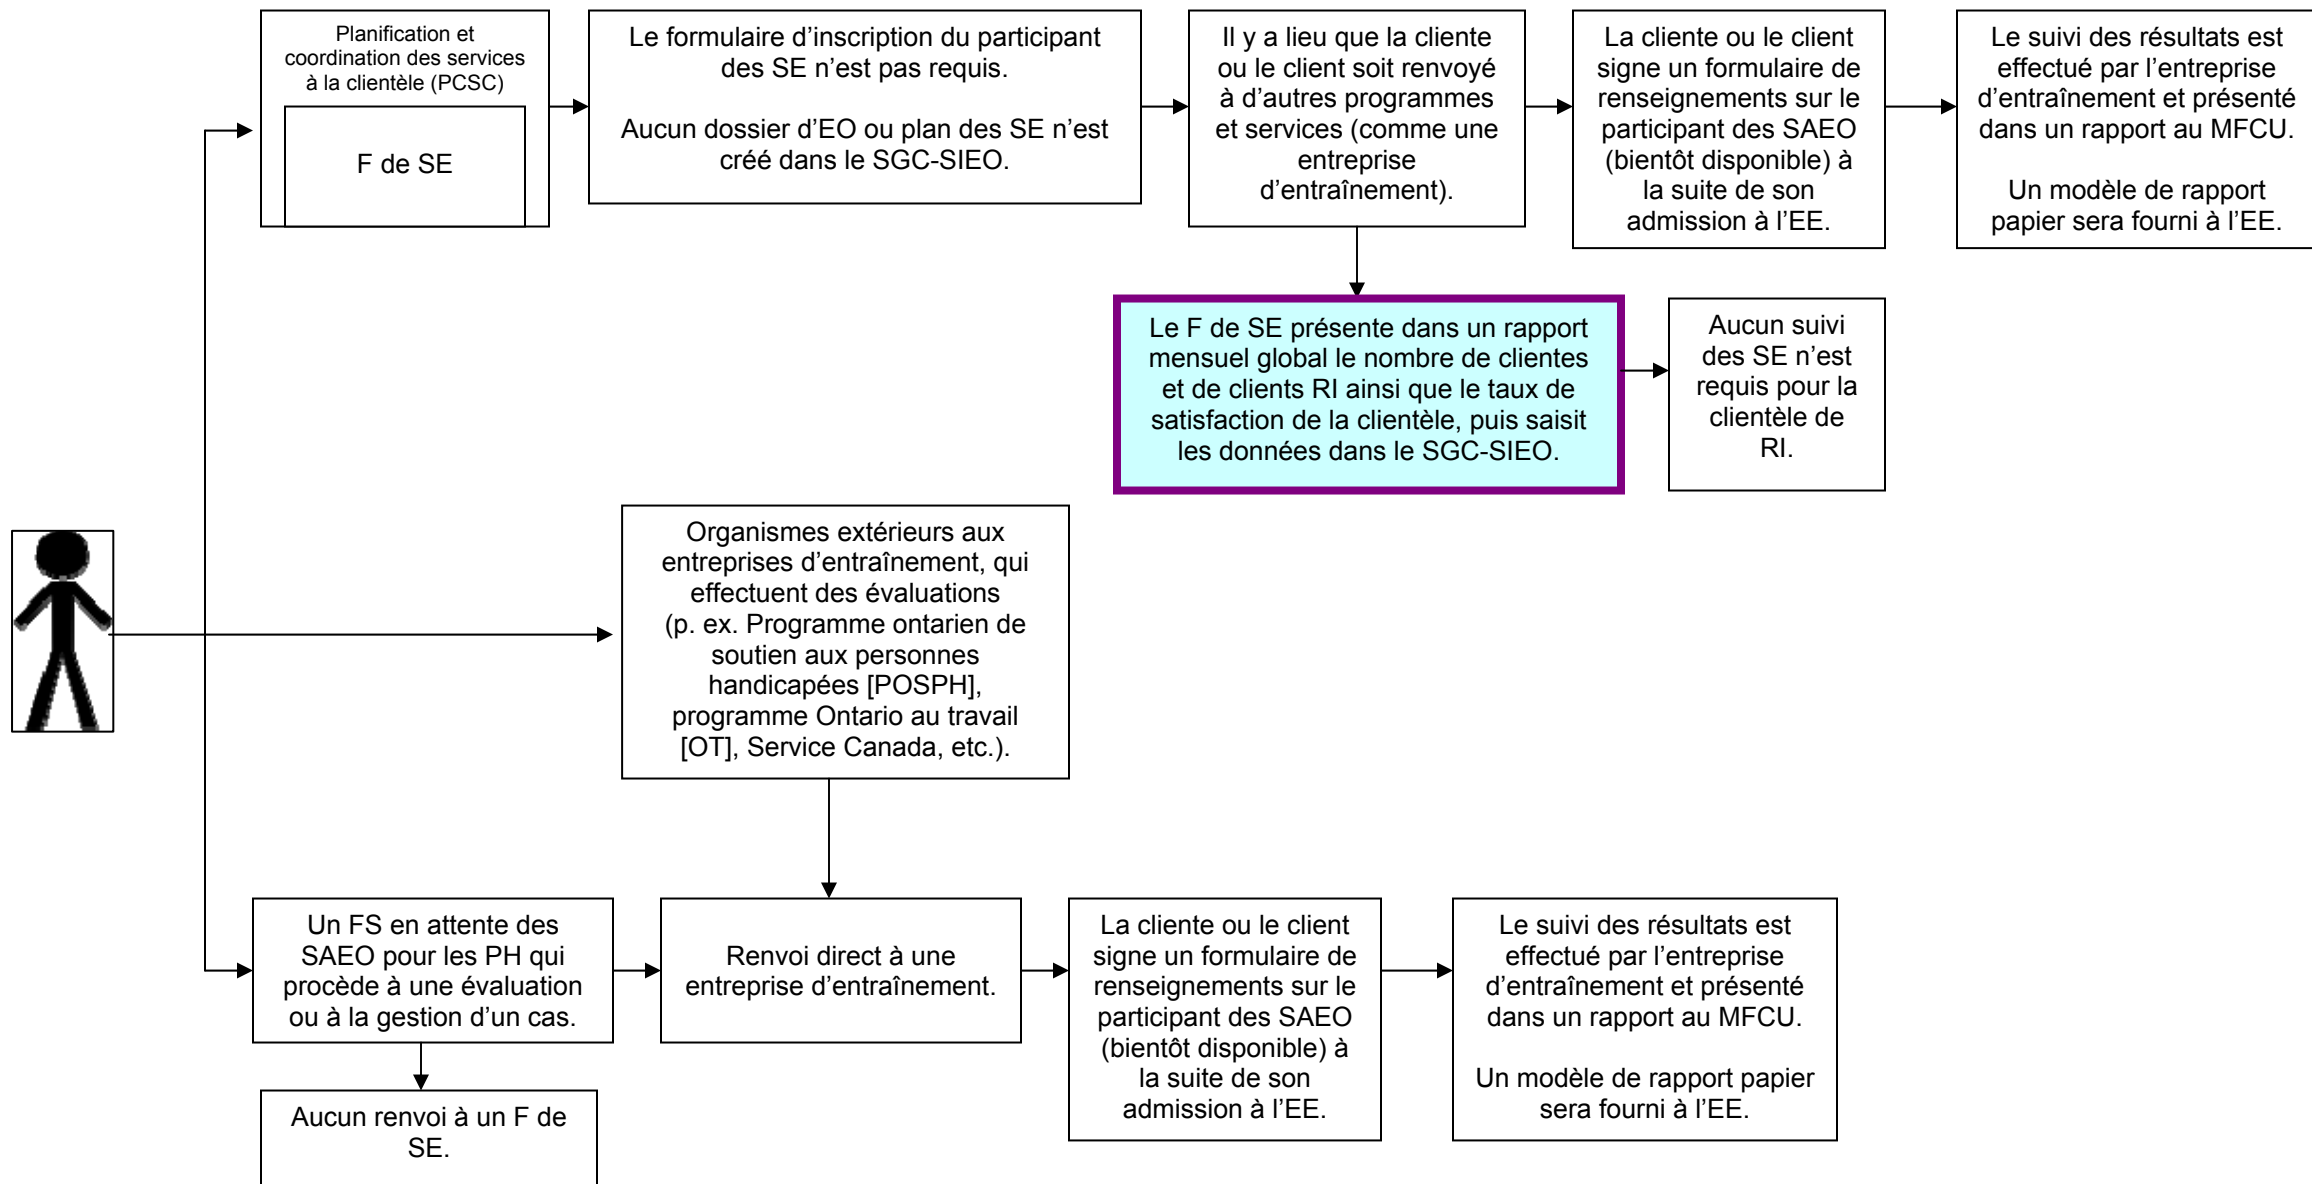 Planification et
coordination des services
à la clientèle (PCSC)
F de SE
Le formulaire d’inscription du participant
des SE n’est pas requis.
Aucun dossier d’EO ou plan des SE n’est
créé dans le SGC-SIEO.
Il y a lieu que la cliente
ou le client soit renvoyé
à d’autres programmes
et services (comme une
entreprise
d’entraînement).
La cliente ou le client
signe un formulaire de
renseignements sur le
participant des SAEO
(bientôt disponible) à
la suite de son
admission à l’EE.
Le suivi des résultats est
effectué par l’entreprise
d’entraînement et présenté
dans un rapport au MFCU.
Un modèle de rapport
papier sera fourni à l’EE.
Le F de SE présente dans un rapport
mensuel global le nombre de clientes
et de clients RI ainsi que le taux de
satisfaction de la clientèle, puis saisit
les données dans le SGC-SIEO.
Aucun suivi
des SE n’est
requis pour la
clientèle de
RI.
Organismes extérieurs aux
entreprises d’entraînement, qui
effectuent des évaluations
(p. ex. Programme ontarien de
soutien aux personnes
handicapées [POSPH],
programme Ontario au travail
[OT], Service Canada, etc.).
Un FS en attente des
SAEO pour les PH qui
procède à une évaluation
ou à la gestion d’un cas.
Renvoi direct à une
entreprise d’entraînement.
La cliente ou le client
signe un formulaire de
renseignements sur le
participant des SAEO
(bientôt disponible) à
la suite de son
admission à l’EE.
Le suivi des résultats est
effectué par l’entreprise
d’entraînement et présenté
dans un rapport au MFCU.
Un modèle de rapport papier
sera fourni à l’EE.
Aucun renvoi à un F de
SE.